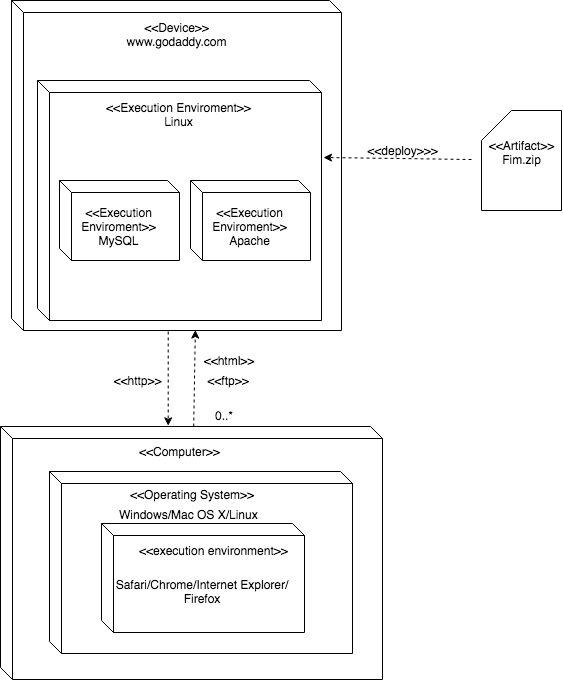 <<Device>>
www.godaddy.com
<<Execution Enviroment>>
Linux
<<deploy>>>
<<Artifact>>
Fim.zip
<<Execution
Enviroment>>
MySQL
<<Execution
Enviroment>>
Apache
<<html>>
<<http>>
<<ftp>>
0..*
<<Computer>>
<<Operating System>>
Windows/Mac OS X/Linux
<<execution environment>>
Safari/Chrome/Internet Explorer/
Firefox